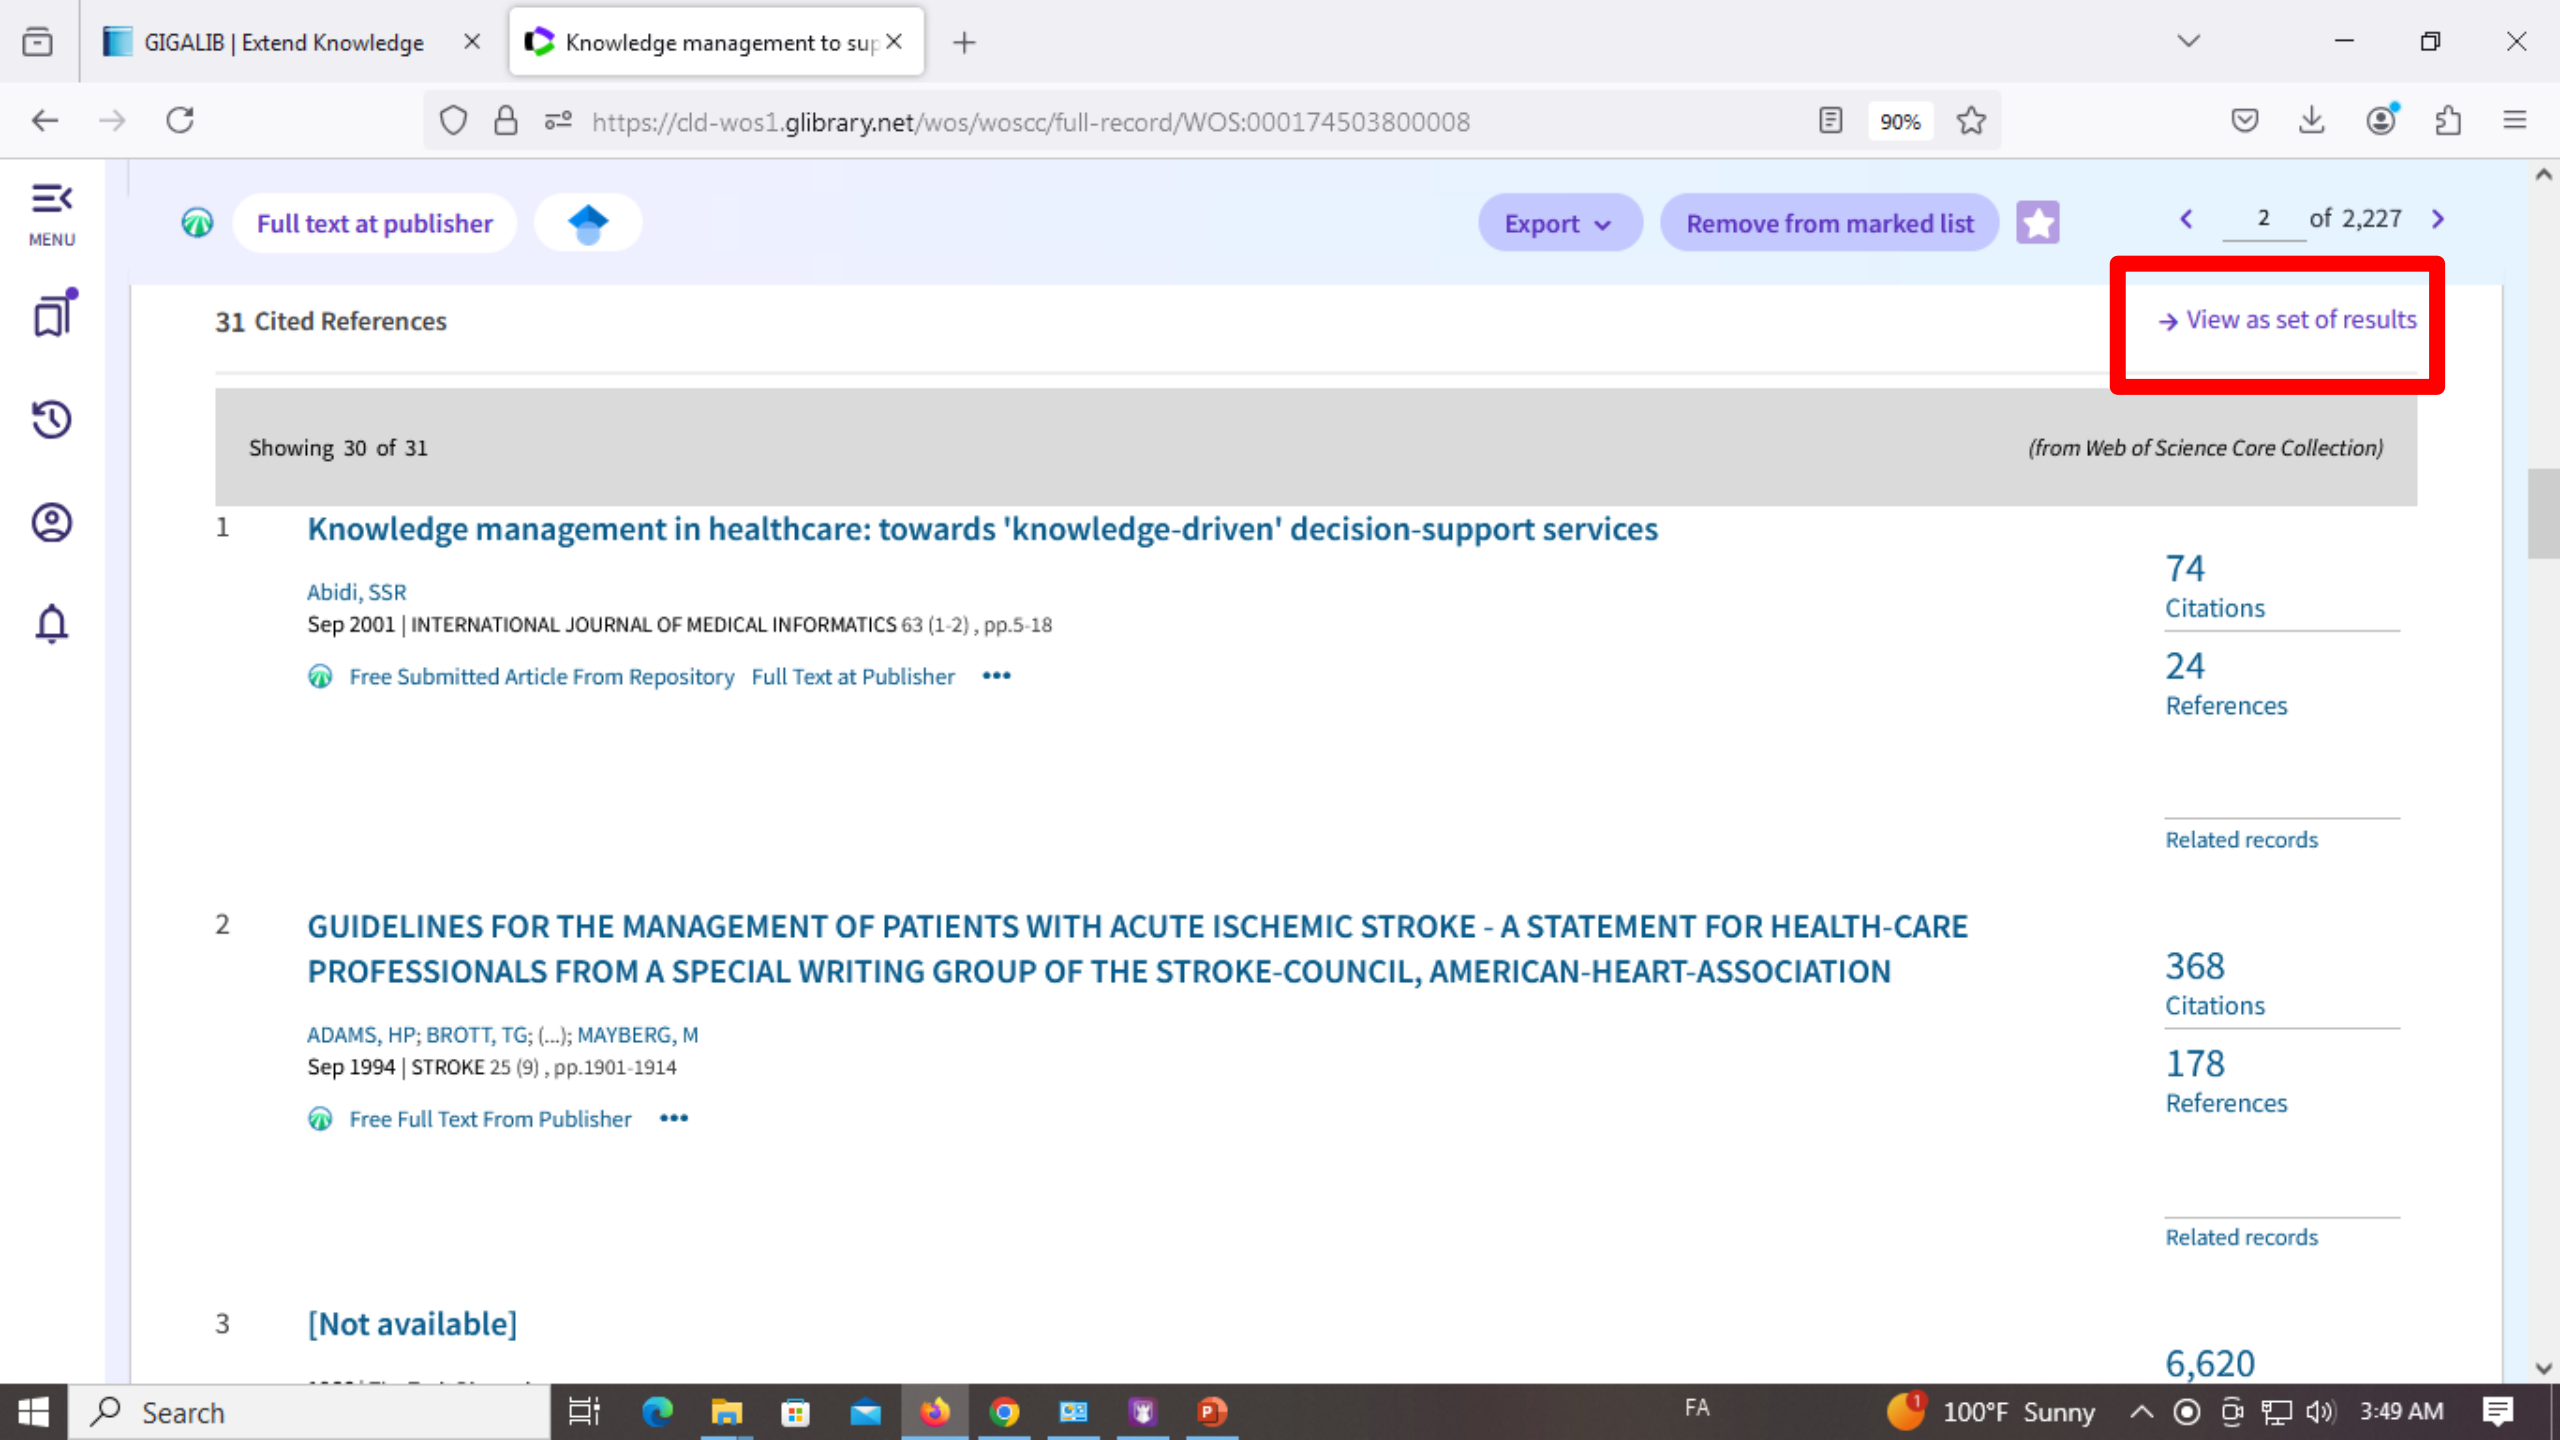 GIGALIB | Extend Knowledge
Knowledge management to sup
https://cld-wos1.glibrary.net/wos/woscc/full-record/WOS:000174503800008
90%
MENU
Full text at publisher
Export
Remove from marked list
2 of 2,227
31 Cited References
View as set of results
Showing 30 of 31
(from Web of Science Core Collection)
1
Knowledge management in healthcare: towards 'knowledge-driven' decision-support services
Abidi, SSR
Sep 2001 | INTERNATIONAL JOURNAL OF MEDICAL INFORMATICS 63 (1-2) , pp.5-18
Free Submitted Article From Repository Full Text at Publisher •••
74
Citations
24
References
Related records
2
GUIDELINES FOR THE MANAGEMENT OF PATIENTS WITH ACUTE ISCHEMIC STROKE - A STATEMENT FOR HEALTH-CARE
PROFESSIONALS FROM A SPECIAL WRITING GROUP OF THE STROKE-COUNCIL, AMERICAN-HEART-ASSOCIATION
ADAMS, HP; BROTT, TG; (...); MAYBERG, M
Sep 1994 | STROKE 25 (9) , pp.1901-1914
Free Full Text From Publisher •••
368
Citations
178
References
Related records
3
[Not available]
6,620
Search
FA
1
100°F Sunny
3:49 AM